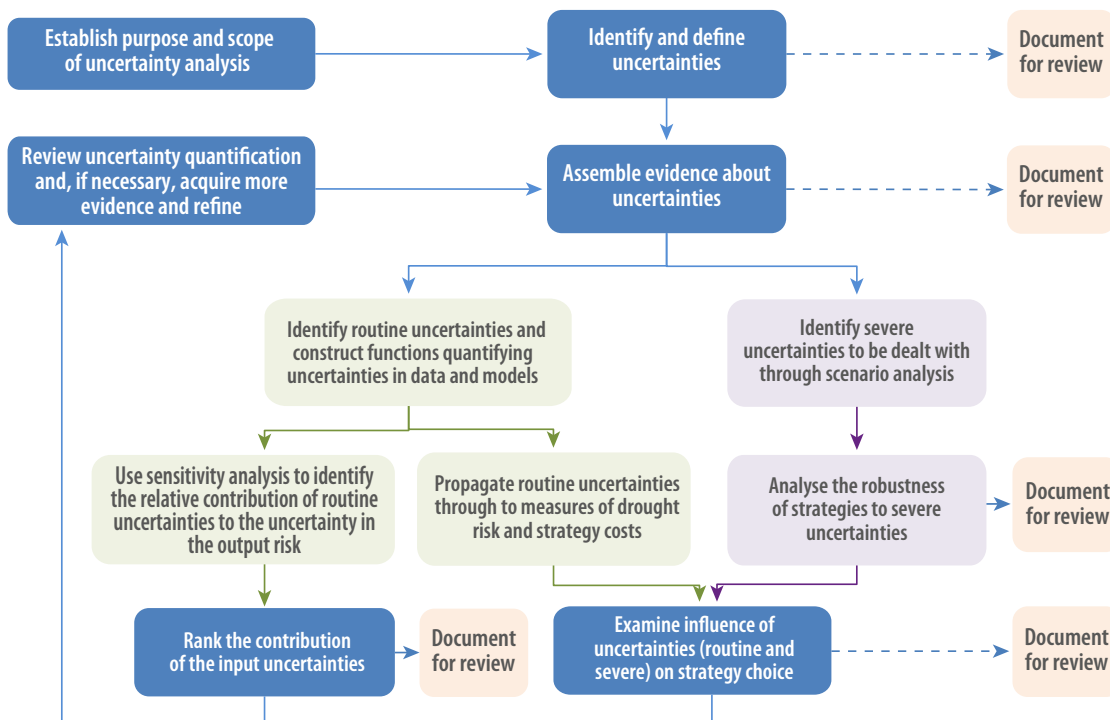 Establish purpose and scope
of uncertainty analysis
Identify and define
uncertainties
Document
for review
Review uncertainty quantification
and, if necessary, acquire more
evidence and refine
Assemble evidence about
uncertainties
Document
for review
Identify routine uncertainties and
construct functions quantifying
uncertainties in data and models
Identify severe
uncertainties to be dealt with
through scenario analysis
Use sensitivity analysis to identify
the relative contribution of routine
uncertainties to the uncertainty in
the output risk
Propagate routine uncertainties
through to measures of drought
risk and strategy costs
Analyse the robustness
of strategies to severe
uncertainties
Document
for review
Rank the contribution
of the input uncertainties
Document
for review
Examine influence of
uncertainties (routine and
severe) on strategy choice
Document
for review